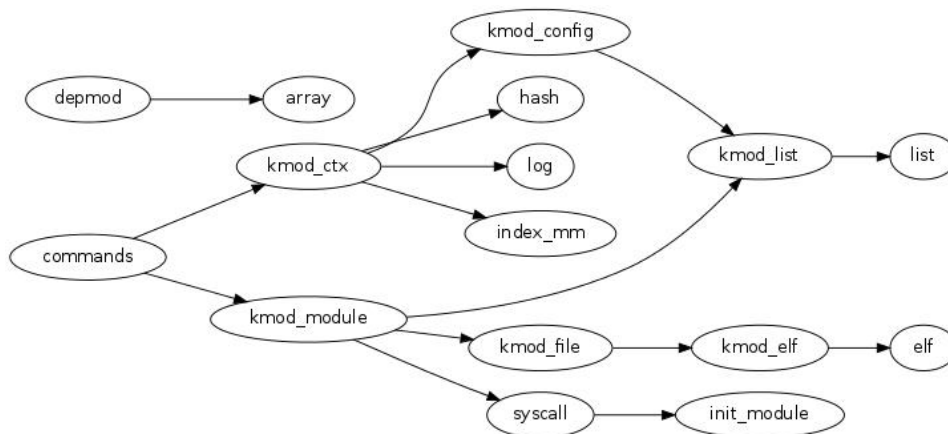 kmod_config
depmod
array
hash
kmod_ctx
log
kmod_list
list
index_mm
commands
kmod_module
kmod_file
kmod_elf
elf
syscall
init_module